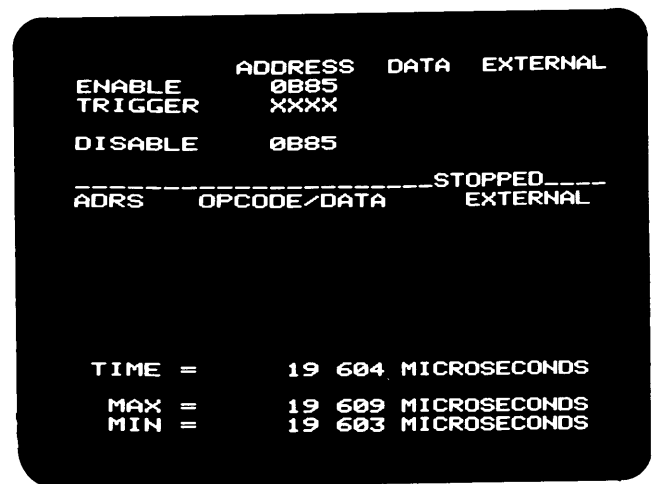 ADDRESS DATA EXTERNAL
ENABLE 0B85
TRIGGER XXXX
DISABLE 0B85
_____________________STOPPED____
ADRS OPCODE/DATA EXTERNAL
TIME = 19 604 MICROSECONDS
MAX = 19 609 MICROSECONDS
MIN = 19 603 MICROSECONDS